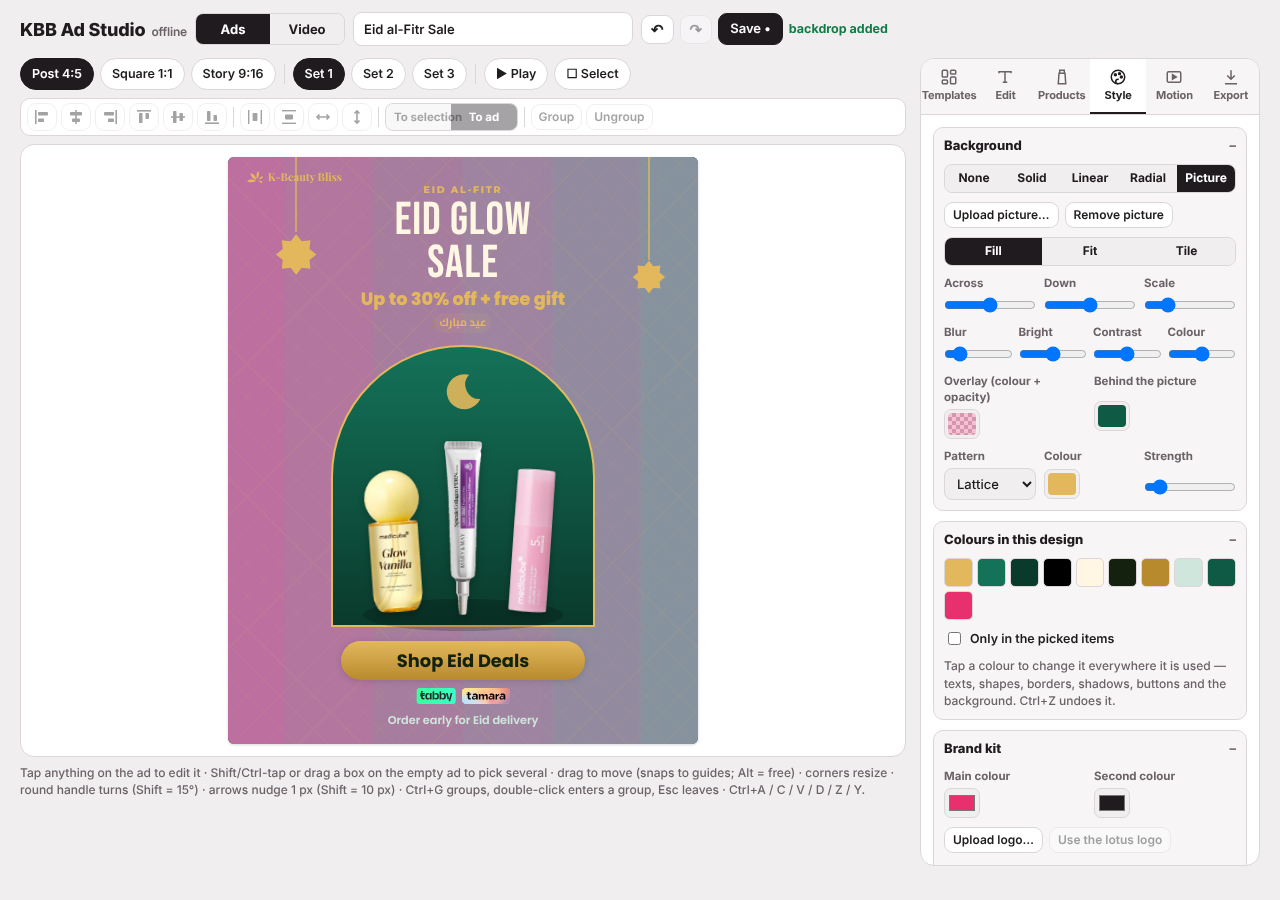 KBB Ad Studio offline
Ads
Video
Eid al-Fitr Sale
Save •
backdrop added
Post 4:5
Square 1:1
Story 9:16
Set 1
Set 2
Set 3
▶ Play
☐ Select
To selection
To ad
Group
Ungroup
K-Beauty Bliss
EID AL-FITR
EID GLOW
SALE
Up to 30% off + free gift
عيد مبارك
medicube
Glow
Vanilla
MARY & MAY
medicube
5%
Shop Eid Deals
tabby
tamara
Order early for Eid delivery
Tap anything on the ad to edit it · Shift/Ctrl-tap or drag a box on the empty ad to pick several · drag to move (snaps to guides; Alt = free) · corners resize ·
round handle turns (Shift = 15°) · arrows nudge 1 px (Shift = 10 px) · Ctrl+G groups, double-click enters a group, Esc leaves · Ctrl+A / C / V / D / Z / Y.
Templates
Edit
Products
Style
Motion
Export
Background
None
Solid
Linear
Radial
Picture
Upload picture...
Remove picture
Fill
Fit
Tile
Across
Down
Scale
Blur
Bright
Contrast
Colour
Overlay (colour +
opacity)
Behind the picture
Pattern
Colour
Strength
Lattice
Colours in this design
Only in the picked items
Tap a colour to change it everywhere it is used —
texts, shapes, borders, shadows, buttons and the
background. Ctrl+Z undoes it.
Brand kit
Main colour
Second colour
Upload logo...
Use the lotus logo